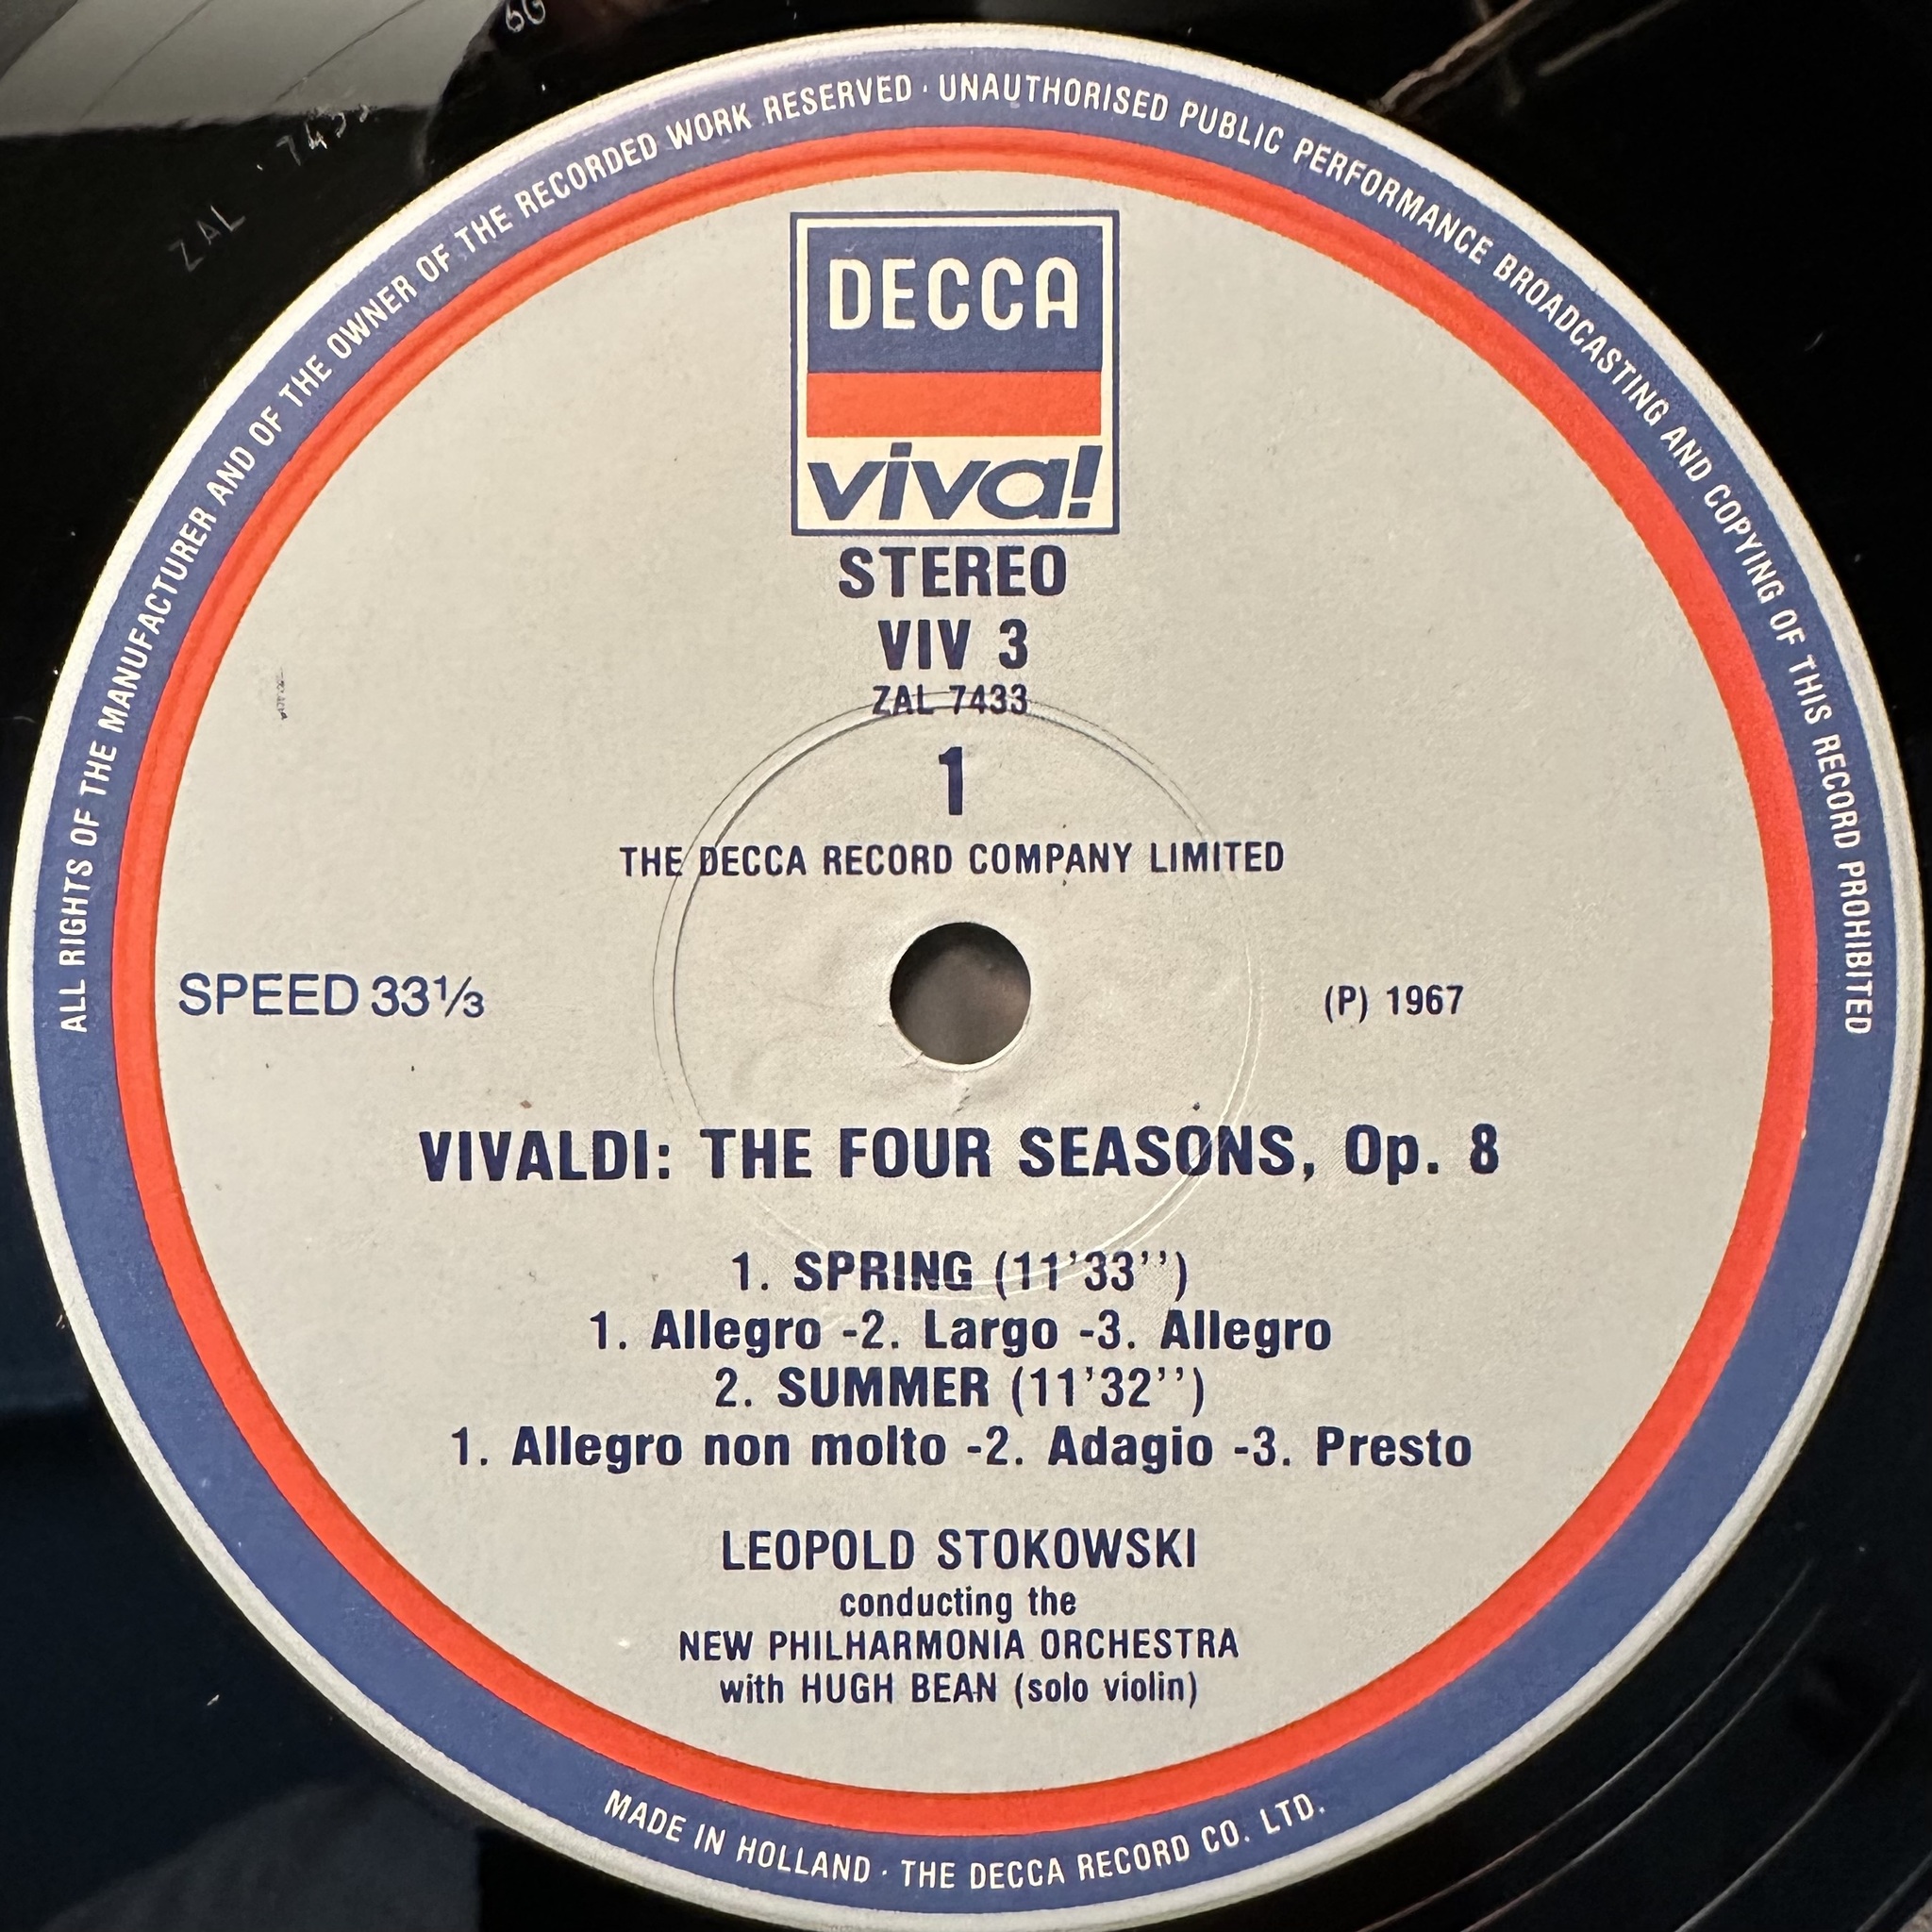 6G
ZAL · 7433
ALL RIGHTS OF THE MANUFACTURER AND OF THE OWNER OF THE RECORDED WORK RESERVED · UNAUTHORISED PUBLIC PERFORMANCE BROADCASTING AND COPYING OF THIS RECORD PROHIBITED
DECCA
viva!
STEREO
VIV 3
ZAL 7433
1
THE DECCA RECORD COMPANY LIMITED
SPEED 33⅓
(P) 1967
VIVALDI: THE FOUR SEASONS, Op. 8
1. SPRING (11'33'')
1. Allegro -2. Largo -3. Allegro
2. SUMMER (11'32'')
1. Allegro non molto -2. Adagio -3. Presto
LEOPOLD STOKOWSKI
conducting the
NEW PHILHARMONIA ORCHESTRA
with HUGH BEAN (solo violin)
MADE IN HOLLAND · THE DECCA RECORD CO. LTD.